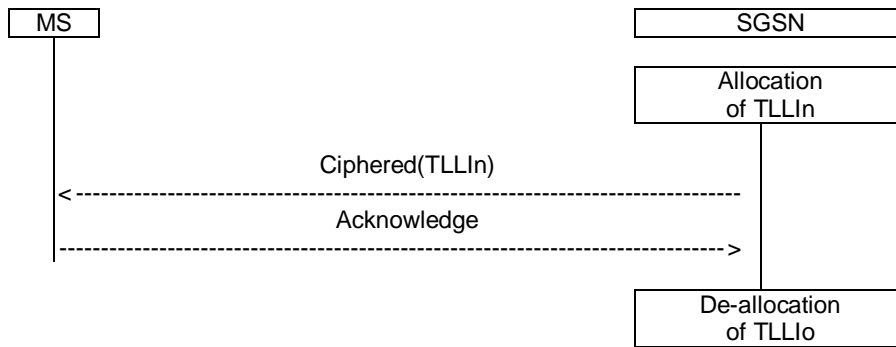 MS
SGSN
Allocation
of TLLIn
Ciphered(TLLIn)
Acknowledge
De-allocation
of TLLIo